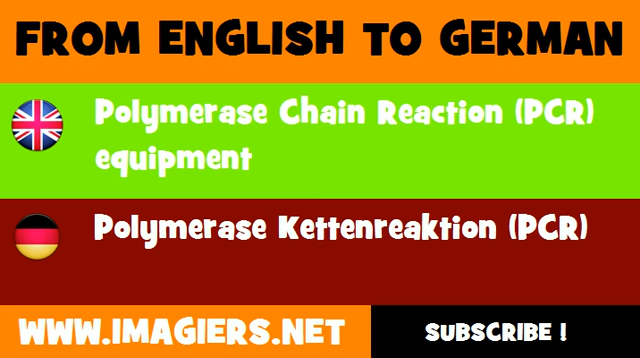 FROM ENGLISH TO GERMAN
Polymerase Chain Reaction (PCR)
equipment
Polymerase Kettenreaktion (PCR)
WWW.IMAGIERS.NET
SUBSCRIBE !